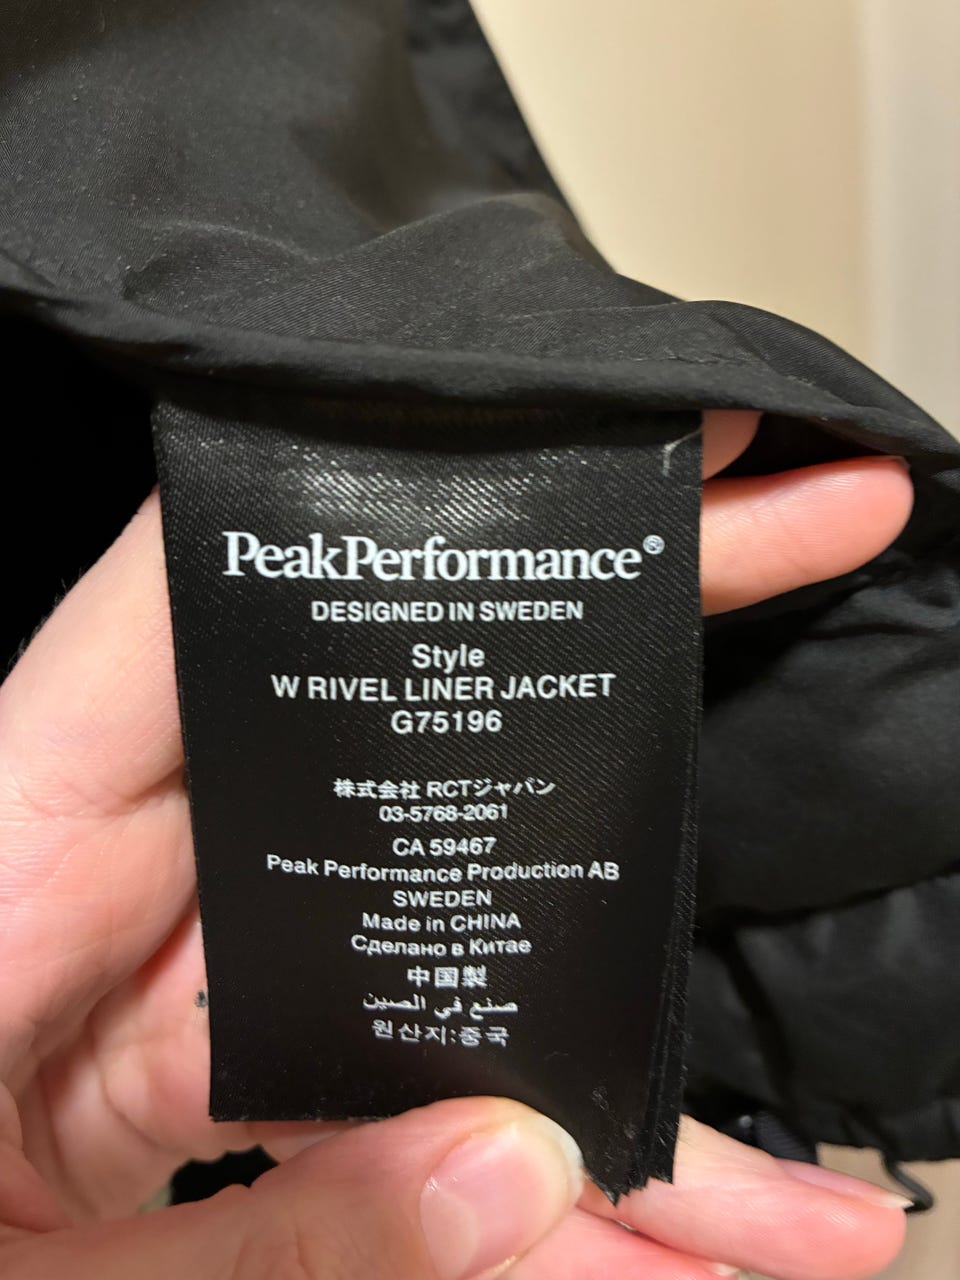 PeakPerformance®
DESIGNED IN SWEDEN
Style
W RIVEL LINER JACKET
G75196
株式会社 RCTジャパン
03-5768-2061
CA 59467
Peak Performance Production AB
SWEDEN
Made in CHINA
Сделано в Китае
中国製
صنع في الصين
원산지:중국